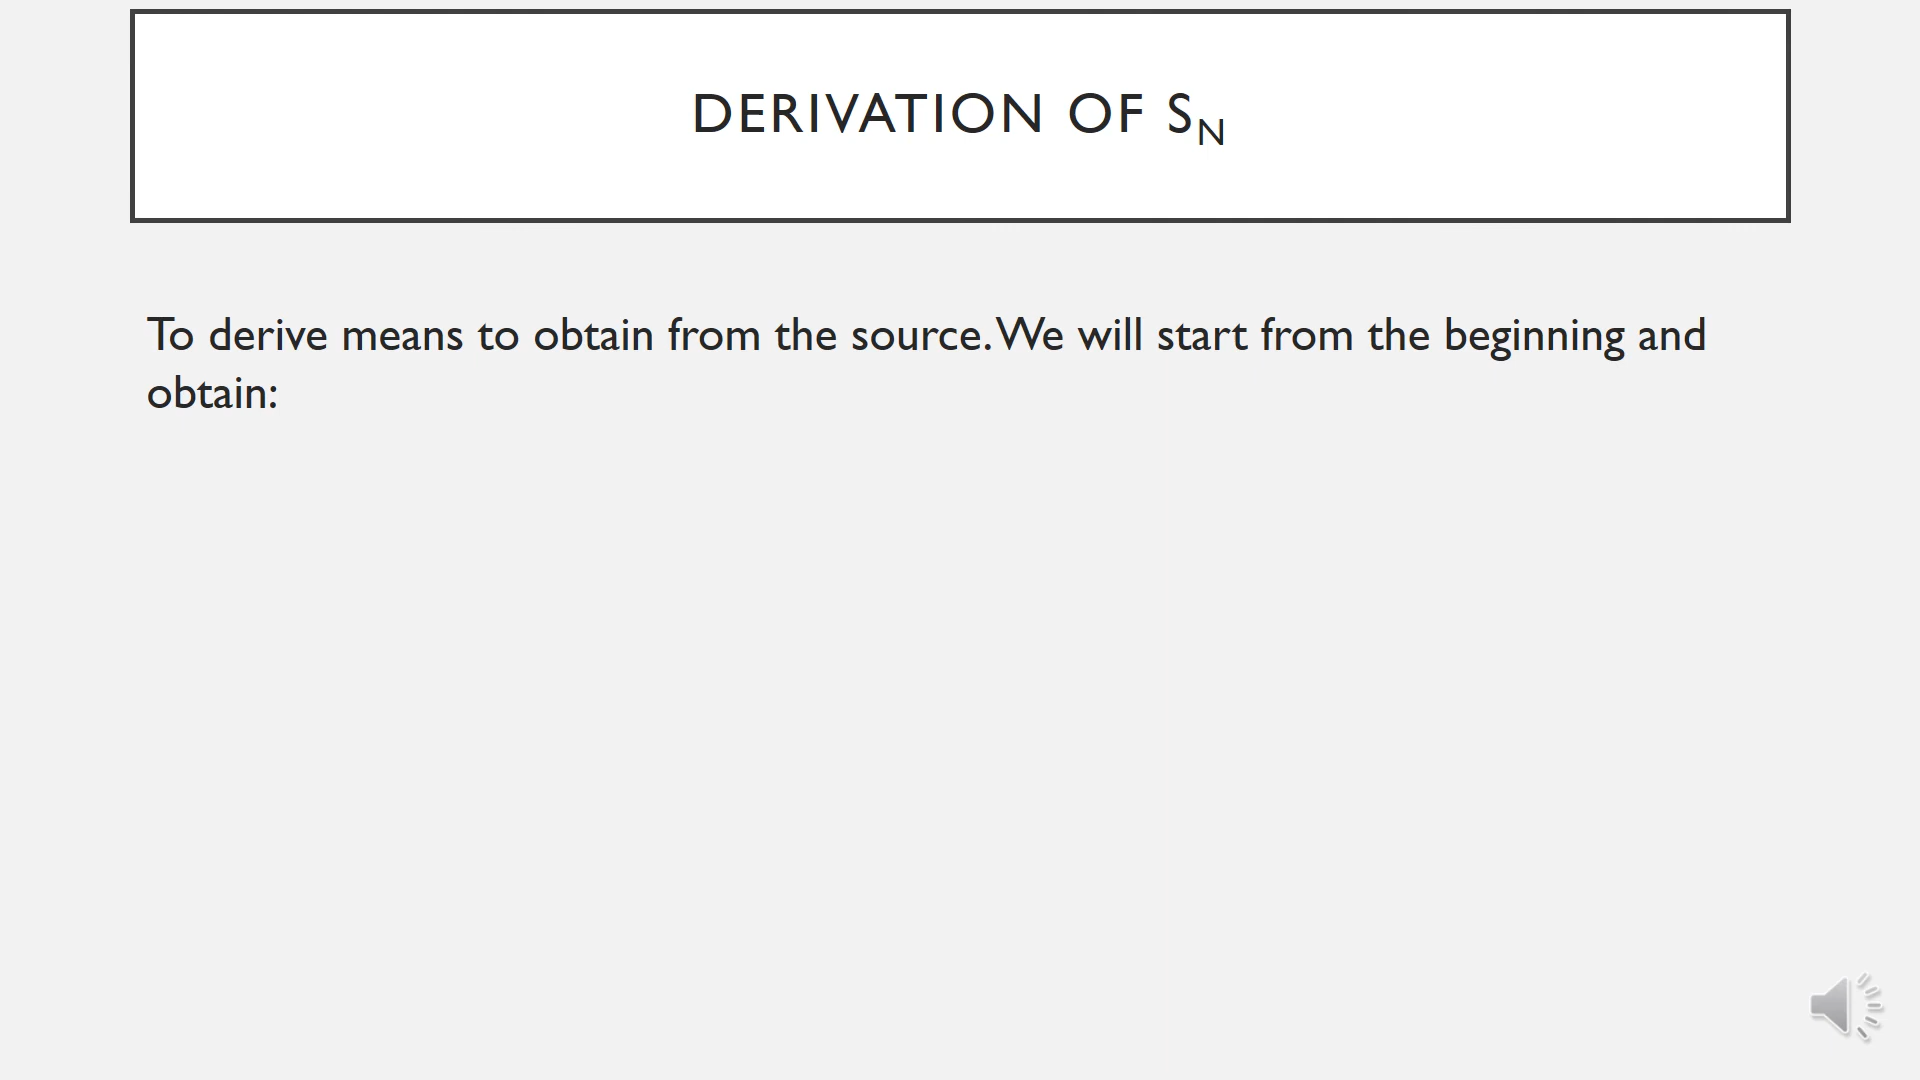 DERIVATION OF SN
To derive means to obtain from the source. We will start from the beginning and
obtain: